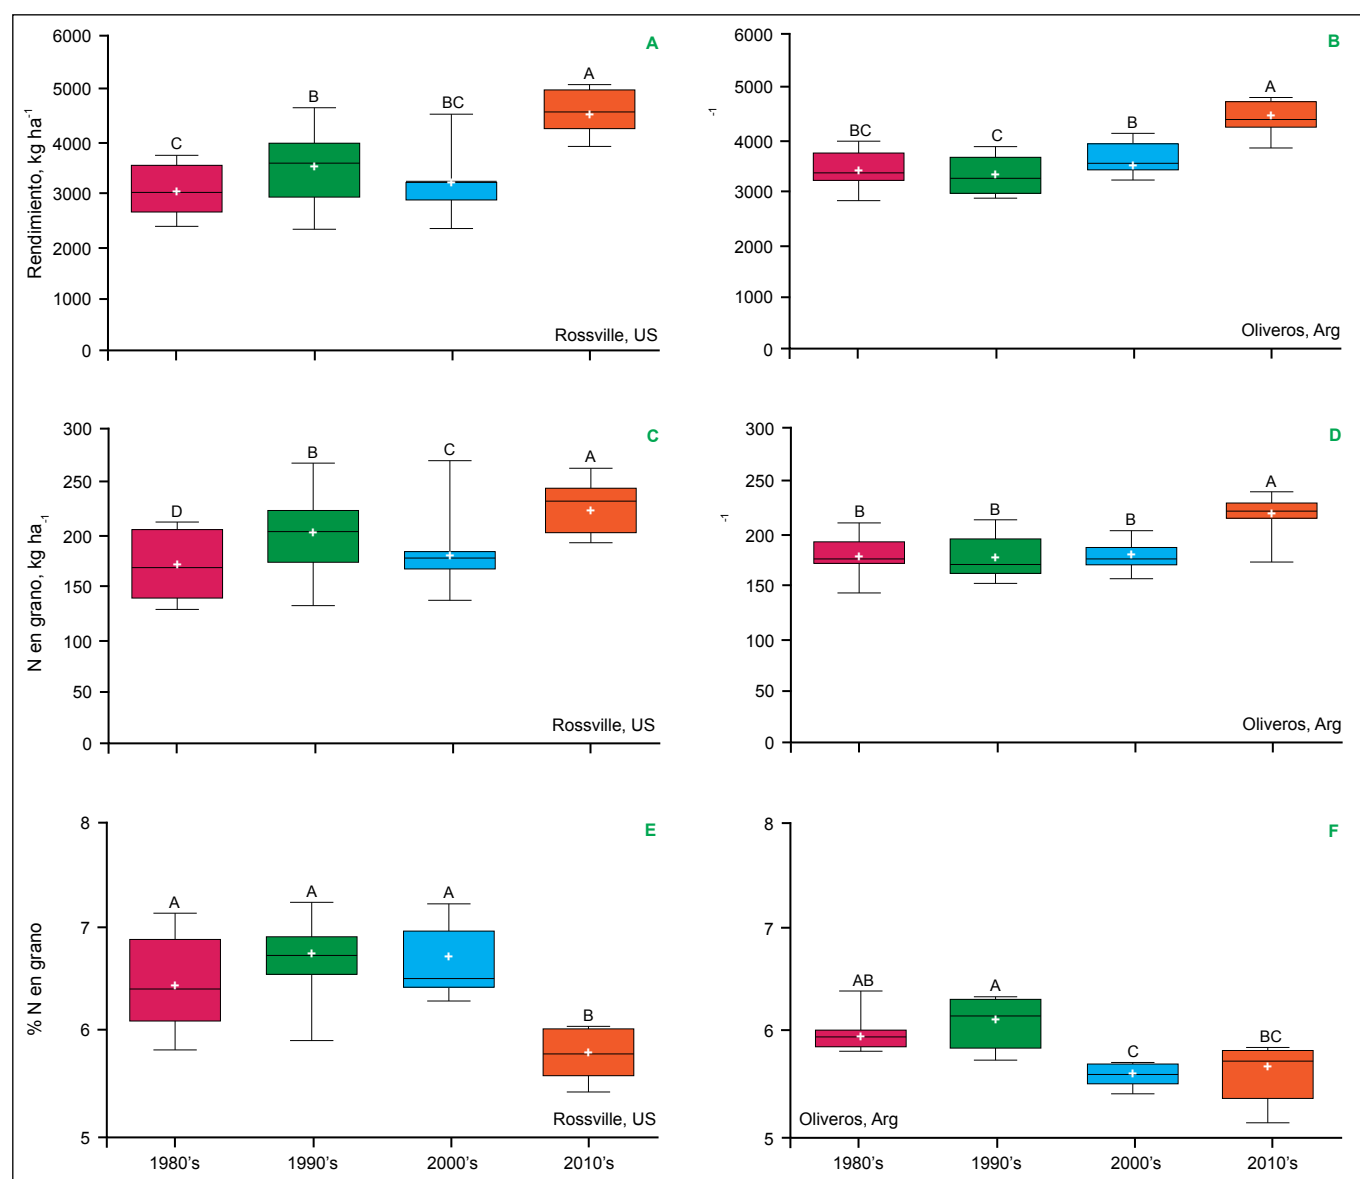 6000
5000
4000
3000
2000
1000
0
Rendimiento, kg ha-1
C
B
BC
A
A
Rossville, US
6000
5000
4000
3000
2000
1000
0
-1
BC
C
B
A
B
Oliveros, Arg
300
250
200
150
100
50
0
N en grano, kg ha-1
D
B
C
A
C
Rossville, US
300
250
200
150
100
50
0
-1
B
B
B
A
D
Oliveros, Arg
8
7
6
5
% N en grano
A
A
A
B
E
Rossville, US
1980's
1990's
2000's
2010's
8
7
6
5
AB
A
C
BC
F
Oliveros, Arg
1980's
1990's
2000's
2010's